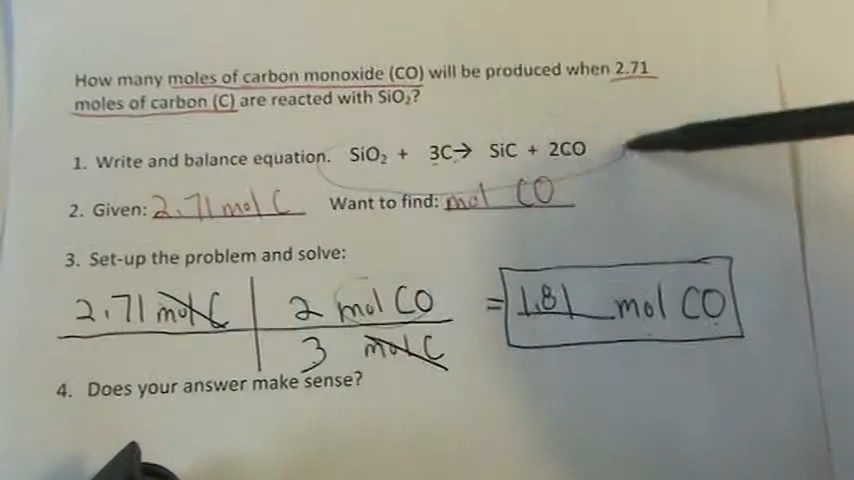 How many moles of carbon monoxide (CO) will be produced when 2.71
moles of carbon (C) are reacted with SiO₂?
1. Write and balance equation. SiO₂ + 3C→ SiC + 2CO
2. Given: 2.71 mol C Want to find: mol CO
3. Set-up the problem and solve:
2.71 mol C 2 mol CO = 1.81 mol CO
3 mol C
4. Does your answer make sense?